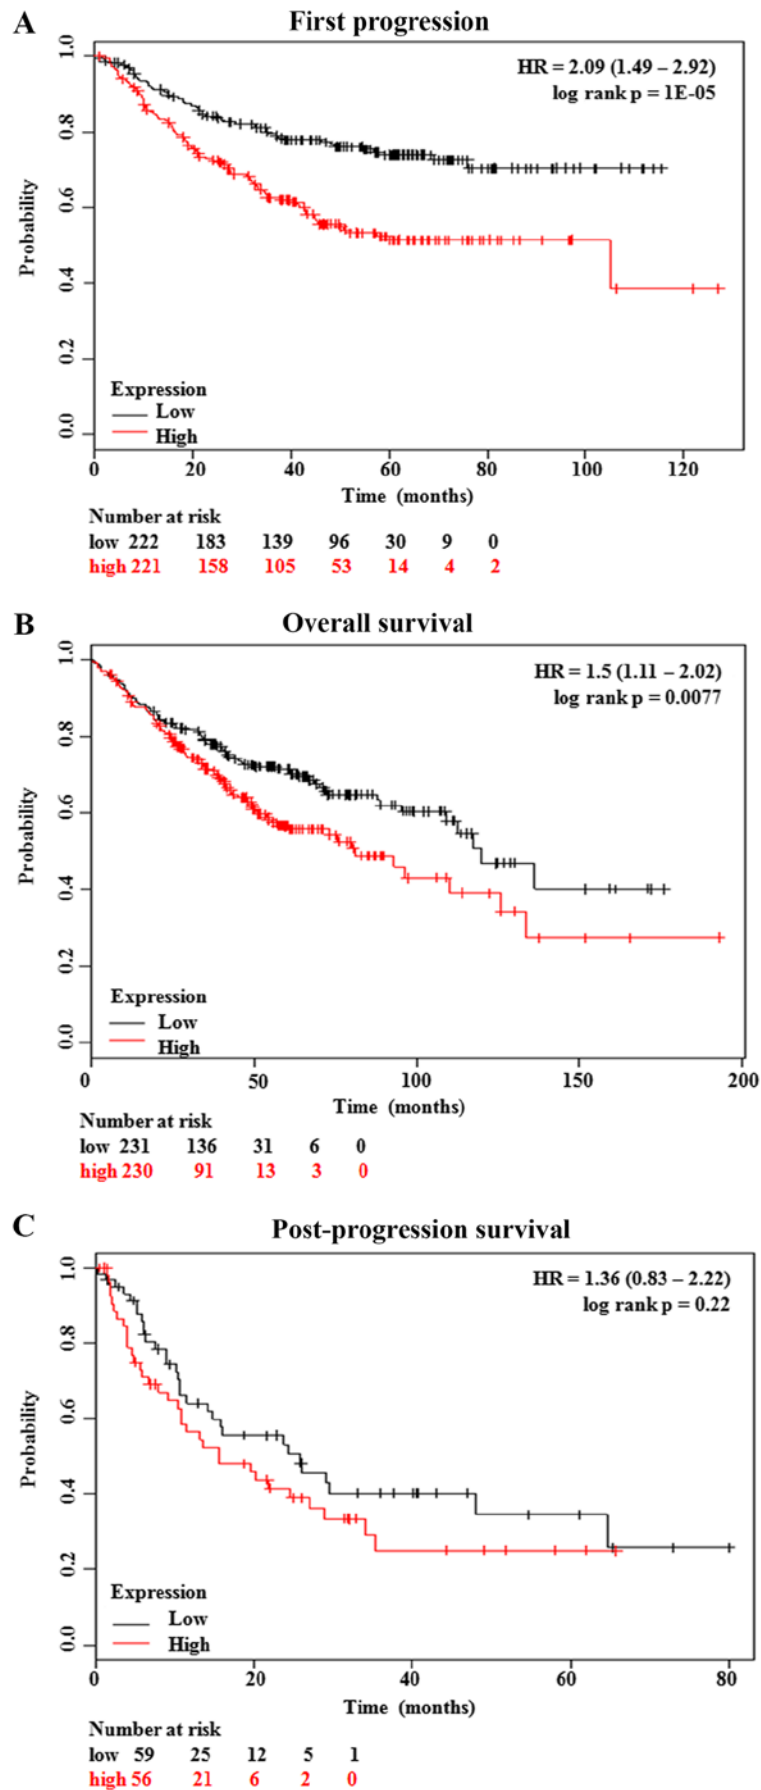 A
First progression
HR = 2.09 (1.49 – 2.92)
log rank p = 1E-05
Probability
1.0
0.8
0.6
0.4
0.2
0.0
Expression
Low
High
0 20 40 60 80 100 120
Time (months)
Number at risk
low 222 183 139 96 30 9 0
high 221 158 105 53 14 4 2
B
Overall survival
HR = 1.5 (1.11 – 2.02)
log rank p = 0.0077
Probability
1.0
0.8
0.6
0.4
0.2
0.0
Expression
Low
High
0 50 100 150 200
Time (months)
Number at risk
low 231 136 31 6 0
high 230 91 13 3 0
C
Post-progression survival
HR = 1.36 (0.83 – 2.22)
log rank p = 0.22
Probability
1.0
0.8
0.6
0.4
0.2
0.0
Expression
Low
High
0 20 40 60 80
Time (months)
Number at risk
low 59 25 12 5 1
high 56 21 6 2 0